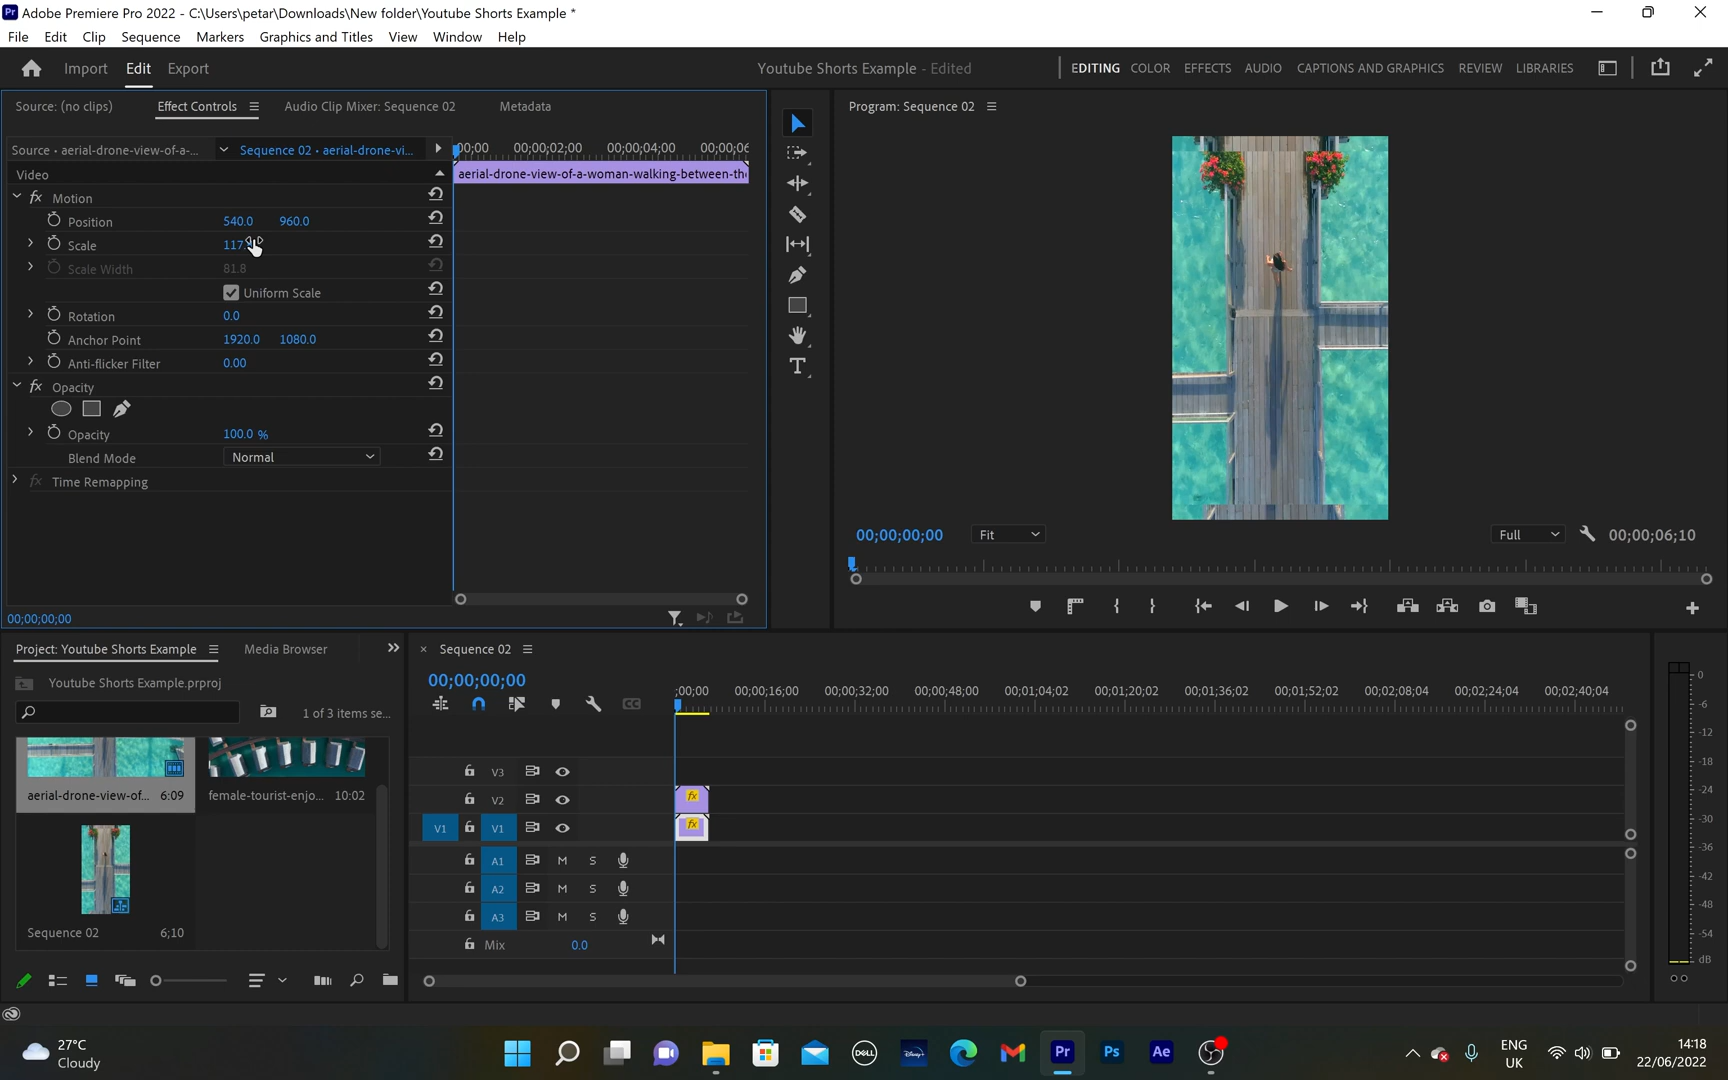 Pr Adobe Premiere Pro 2022 - C:\Users\petar\Downloads\New folder\Youtube Shorts Example *
File Edit Clip Sequence Markers Graphics and Titles View Window Help
Import Edit Export Youtube Shorts Example - Edited EDITING COLOR EFFECTS AUDIO CAPTIONS AND GRAPHICS REVIEW LIBRARIES
Source: (no clips) Effect Controls Audio Clip Mixer: Sequence 02 Metadata Program: Sequence 02
Source • aerial-drone-view-of-a-... Sequence 02 • aerial-drone-vi... 00;00 00;00;02;00 00;00;04;00 00;00;06
Video aerial-drone-view-of-a-woman-walking-between-the
fx Motion
Position 540.0 960.0
Scale 117.
Scale Width 81.8
Uniform Scale
Rotation 0.0
Anchor Point 1920.0 1080.0
Anti-flicker Filter 0.00
fx Opacity
Opacity 100.0 %
Blend Mode Normal
fx Time Remapping
00;00;00;00 Fit Full 00;00;06;10
00;00;00;00
Project: Youtube Shorts Example Media Browser × Sequence 02
Youtube Shorts Example.prproj 00;00;00;00
1 of 3 items se... CC ;00;00 00;00;16;00 00;00;32;00 00;00;48;00 00;01;04;02 00;01;20;02 00;01;36;02 00;01;52;02 00;02;08;04 00;02;24;04 00;02;40;04
V3
aerial-drone-view-of... 6:09 female-tourist-enjo... 10:02 V2 fx
V1 V1 fx
A1 M S
A2 M S
A3 M S
Sequence 02 6;10 Mix 0.0
0
-6
-12
-18
-24
-30
-36
-42
-48
-54
dB
S S
27°C
Cloudy
DELL Disney+ Pr Ps Ae
ENG
UK
14:18
22/06/2022